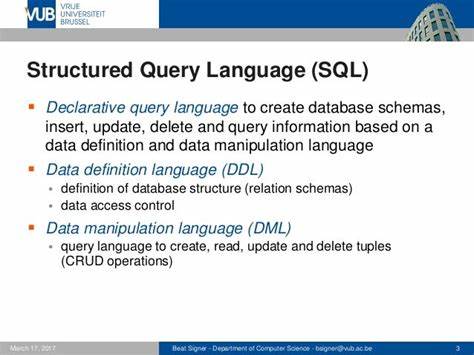 VUB
VRIJE
UNIVERSITEIT
BRUSSEL
Structured Query Language (SQL)
Declarative query language to create database schemas,
insert, update, delete and query information based on a
data definition and data manipulation language
Data definition language (DDL)
definition of database structure (relation schemas)
data access control
Data manipulation language (DML)
query language to create, read, update and delete tuples
(CRUD operations)
March 17, 2017
Beat Signer - Department of Computer Science - bsigner@vub.ac.be
3